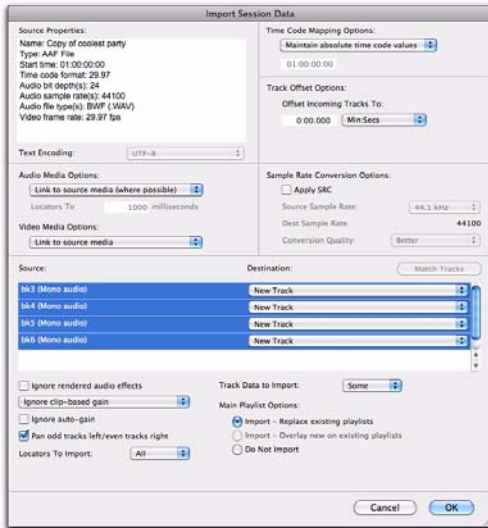 Import Session Data
Source Properties:
Name: Copy of coolest party
Type: AAF File
Start time: 01:00:00:00
Time code format: 29.97
Audio bit depth(s): 24
Audio sample rate(s): 44100
Audio file type(s): BWF (.WAV)
Video frame rate: 29.97 fps
Text Encoding: UTF-8
Time Code Mapping Options:
Maintain absolute time code values
01:00:00:00
Track Offset Options:
Offset Incoming Tracks To:
0:00.000 Min:Secs
Audio Media Options:
Link to source media (where possible)
Locators To 1000 milliseconds
Video Media Options:
Link to source media
Sample Rate Conversion Options:
Apply SRC
Source Sample Rate: 44.1 kHz
Dest Sample Rate: 44100
Conversion Quality: Better
Source: Destination: Match Tracks
bk3 (Mono audio) New Track
bk4 (Mono audio) New Track
bk5 (Mono audio) New Track
bk6 (Mono audio) New Track
Ignore rendered audio effects
Ignore clip-based gain
Ignore auto-gain
Pan odd tracks left/even tracks right
Locators To Import: All
Track Data to Import: Some
Main Playlist Options:
Import - Replace existing playlists
Import - Overlay new on existing playlists
Do Not Import
Cancel OK